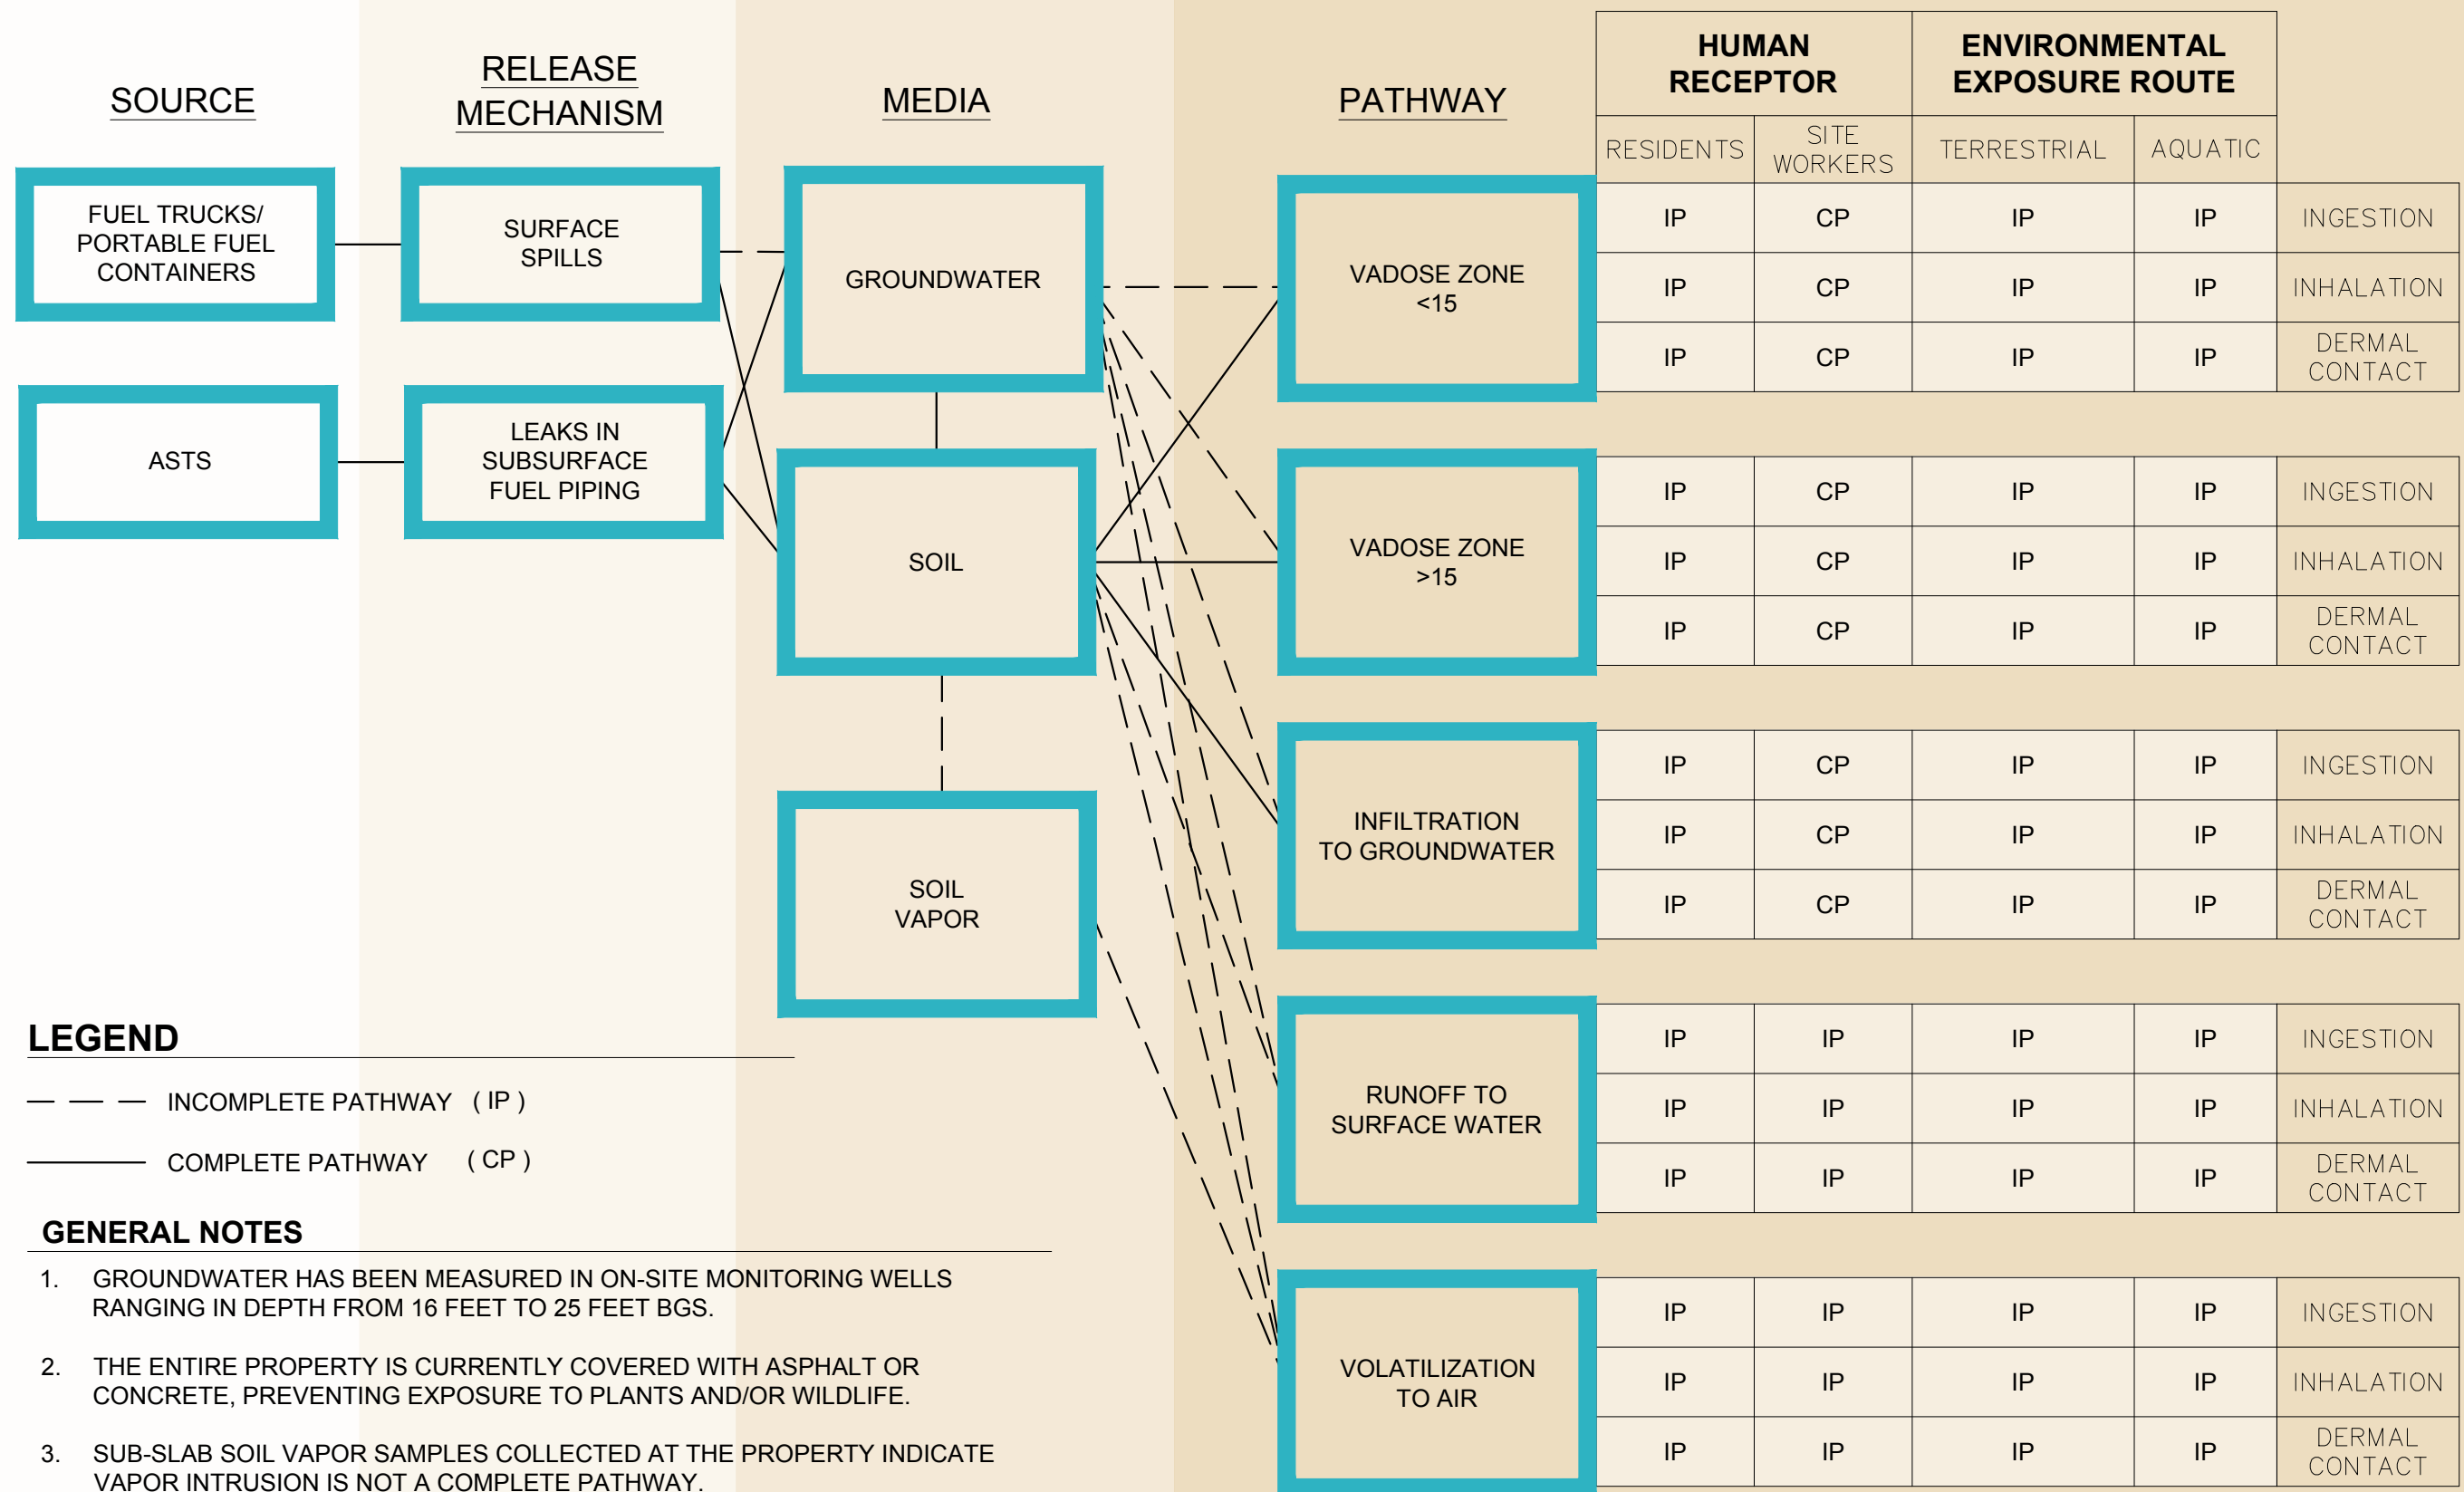 SOURCE
RELEASE
MECHANISM
MEDIA
PATHWAY
HUMAN
RECEPTOR
ENVIRONMENTAL
EXPOSURE ROUTE
RESIDENTS
SITE
WORKERS
TERRESTRIAL
AQUATIC
FUEL TRUCKS/
PORTABLE FUEL
CONTAINERS
SURFACE
SPILLS
GROUNDWATER
VADOSE ZONE
<15
IP CP IP IP INGESTION
IP CP IP IP INHALATION
IP CP IP IP DERMAL
CONTACT
ASTS
LEAKS IN
SUBSURFACE
FUEL PIPING
SOIL
VADOSE ZONE
>15
IP CP IP IP INGESTION
IP CP IP IP INHALATION
IP CP IP IP DERMAL
CONTACT
SOIL
VAPOR
INFILTRATION
TO GROUNDWATER
IP CP IP IP INGESTION
IP CP IP IP INHALATION
IP CP IP IP DERMAL
CONTACT
RUNOFF TO
SURFACE WATER
IP IP IP IP INGESTION
IP IP IP IP INHALATION
IP IP IP IP DERMAL
CONTACT
VOLATILIZATION
TO AIR
IP IP IP IP INGESTION
IP IP IP IP INHALATION
IP IP IP IP DERMAL
CONTACT
LEGEND
INCOMPLETE PATHWAY ( IP )
COMPLETE PATHWAY ( CP )
GENERAL NOTES
1. GROUNDWATER HAS BEEN MEASURED IN ON-SITE MONITORING WELLS
RANGING IN DEPTH FROM 16 FEET TO 25 FEET BGS.
2. THE ENTIRE PROPERTY IS CURRENTLY COVERED WITH ASPHALT OR
CONCRETE, PREVENTING EXPOSURE TO PLANTS AND/OR WILDLIFE.
3. SUB-SLAB SOIL VAPOR SAMPLES COLLECTED AT THE PROPERTY INDICATE
VAPOR INTRUSION IS NOT A COMPLETE PATHWAY.